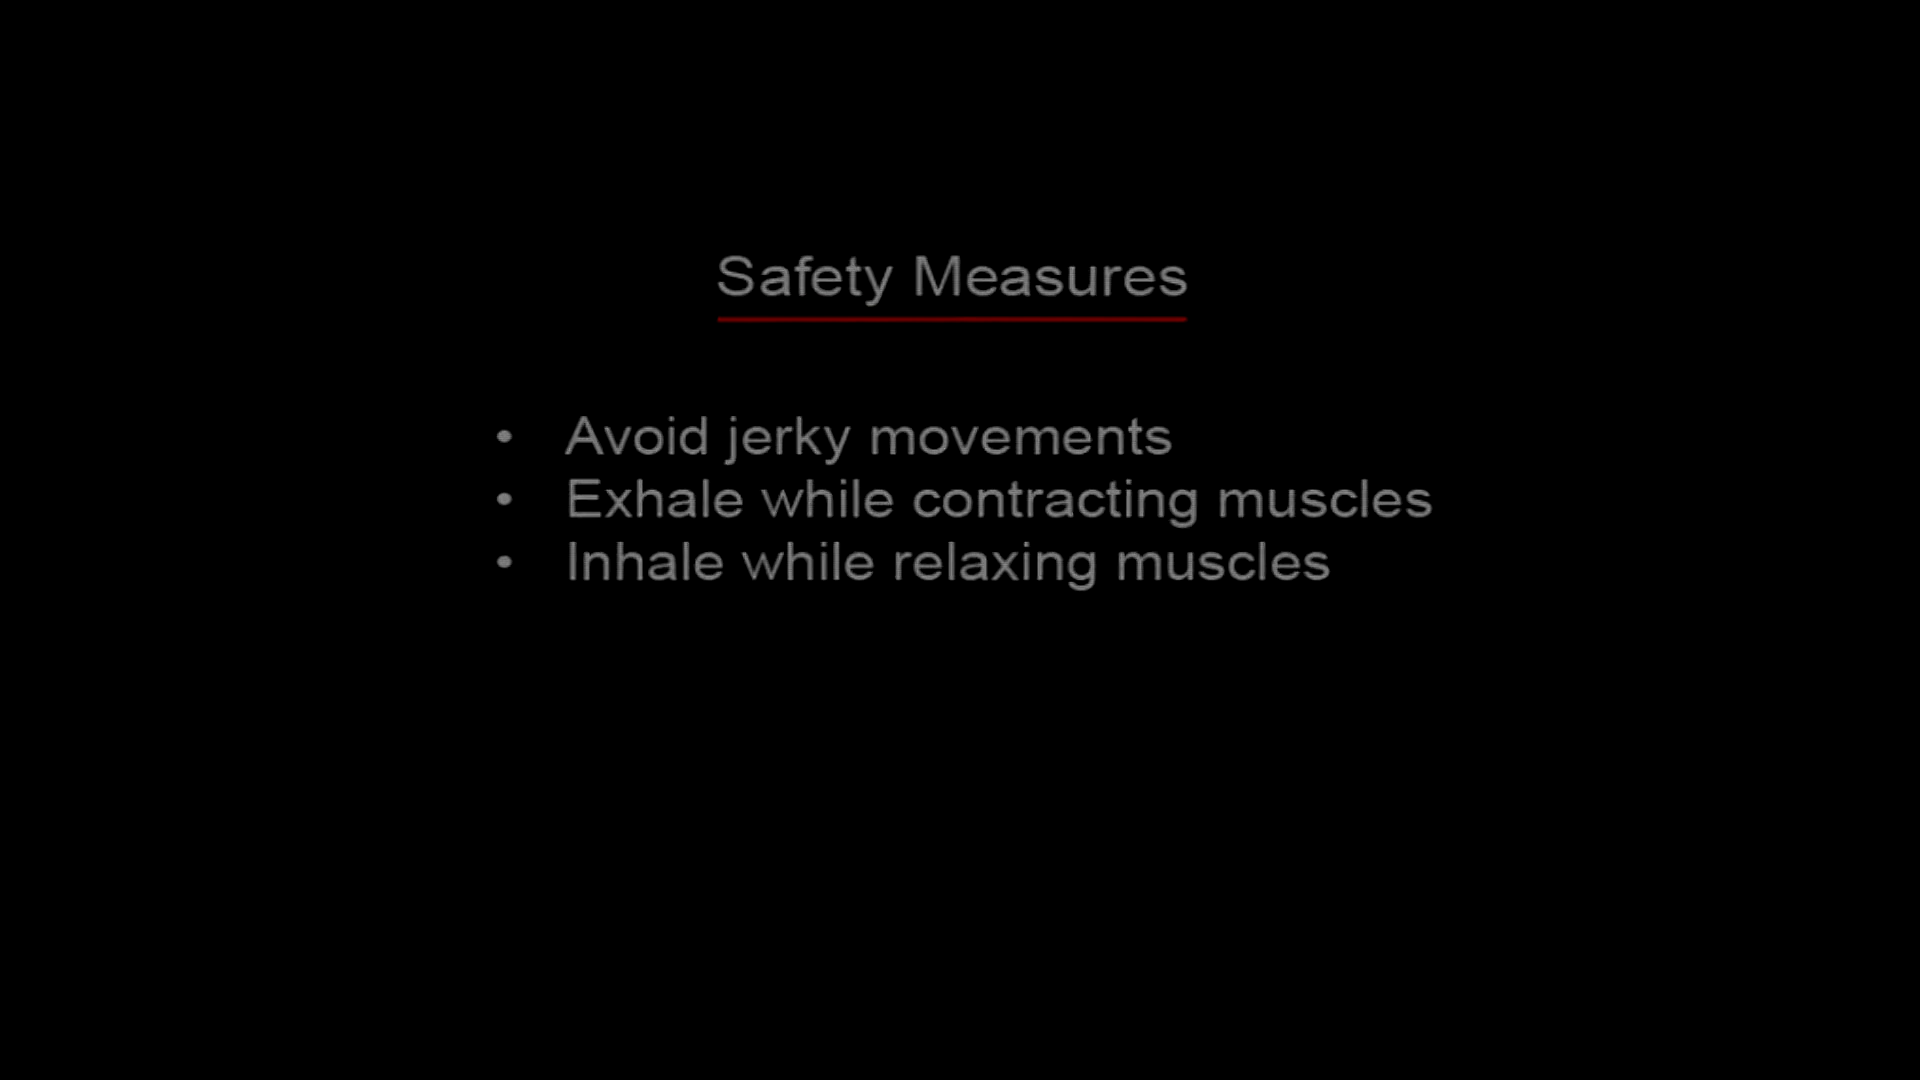 Safety Measures
• Avoid jerky movements
• Exhale while contracting muscles
• Inhale while relaxing muscles